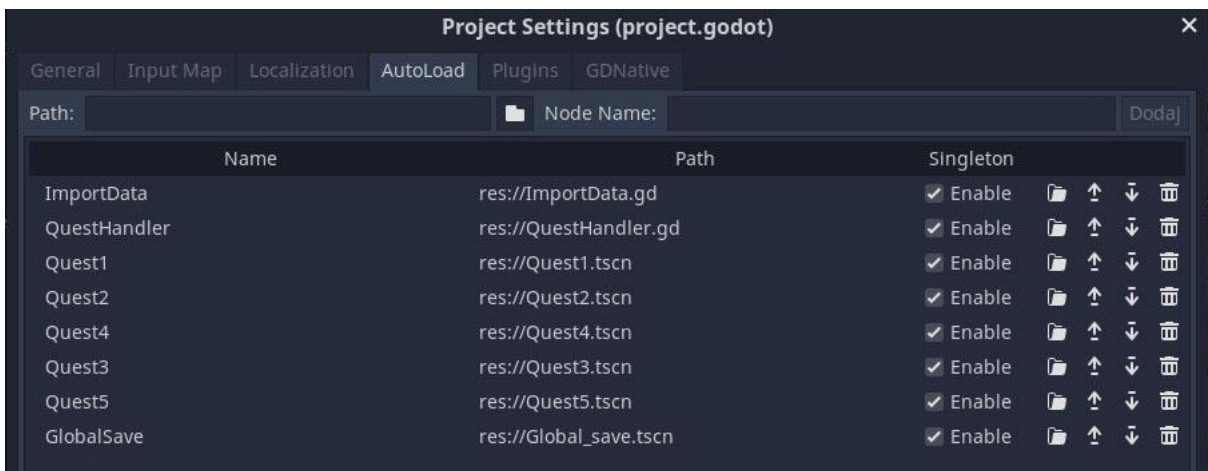 Project Settings (project.godot)
General Input Map Localization AutoLoad Plugins GDNative
Path: Node Name: Dodaj
Name Path Singleton
ImportData res://ImportData.gd Enable
QuestHandler res://QuestHandler.gd Enable
Quest1 res://Quest1.tscn Enable
Quest2 res://Quest2.tscn Enable
Quest4 res://Quest4.tscn Enable
Quest3 res://Quest3.tscn Enable
Quest5 res://Quest5.tscn Enable
GlobalSave res://Global_save.tscn Enable